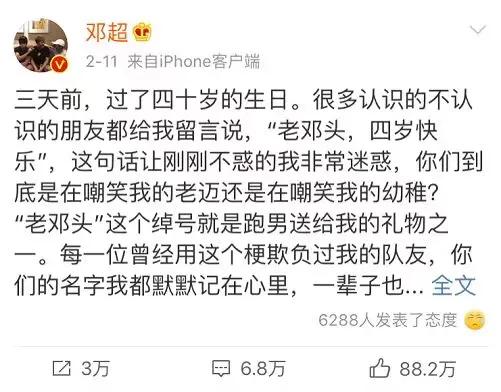 邓超
2-11 来自iPhone客户端
三天前，过了四十岁的生日。很多认识的不认
识的朋友都给我留言说，“老邓头，四岁快
乐”，这句话让刚刚不惑的我非常迷惑，你们到
底是在嘲笑我的老迈还是在嘲笑我的幼稚？
“老邓头”这个绰号就是跑男送给我的礼物之
一。每一位曾经用这个梗欺负过我的队友，你
们的名字我都默默记在心里，一辈子也... 全文
6288人发表了态度
3万 6.8万 88.2万